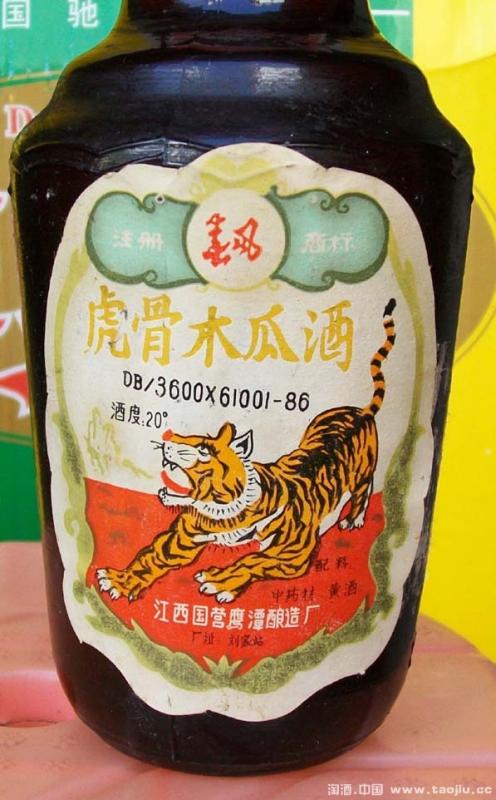 国 驰
D
注册 春风 商标
虎骨木瓜酒
DB/3600X61001-86
酒度:20°
配料
中药材 黄酒
江西国营鹰潭酿造厂
厂址 刘家站
淘酒.中国 www.taojiu.cc